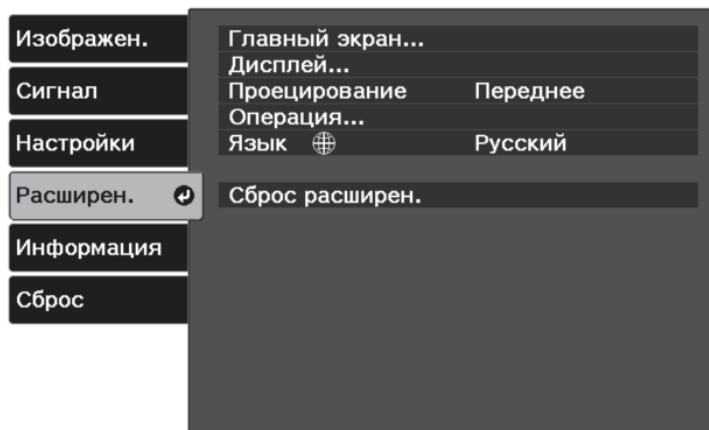 Изображен.
Сигнал
Настройки
Расширен.
Информация
Сброс
Главный экран...
Дисплей...
Проецирование Переднее
Операция...
Язык Русский
Сброс расширен.